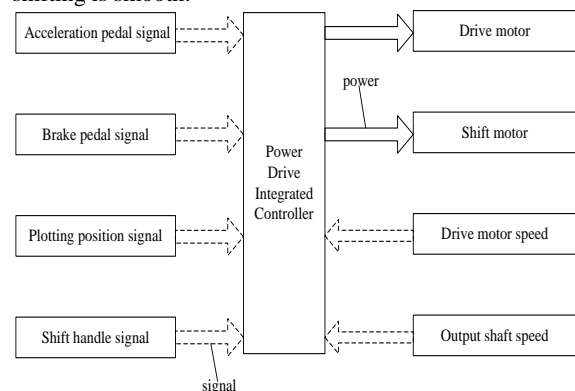 shifting is smooth.
Acceleration pedal signal
Drive motor
power
Brake pedal signal
Shift motor
Power
Drive
Integrated
Controller
Plotting position signal
Drive motor speed
Shift handle signal
Output shaft speed
signal